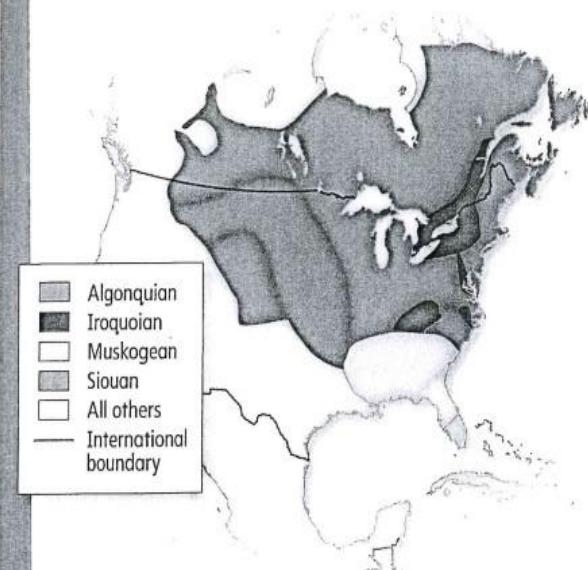 Algonquian
Iroquoian
Muskogean
Siouan
All others
International
boundary